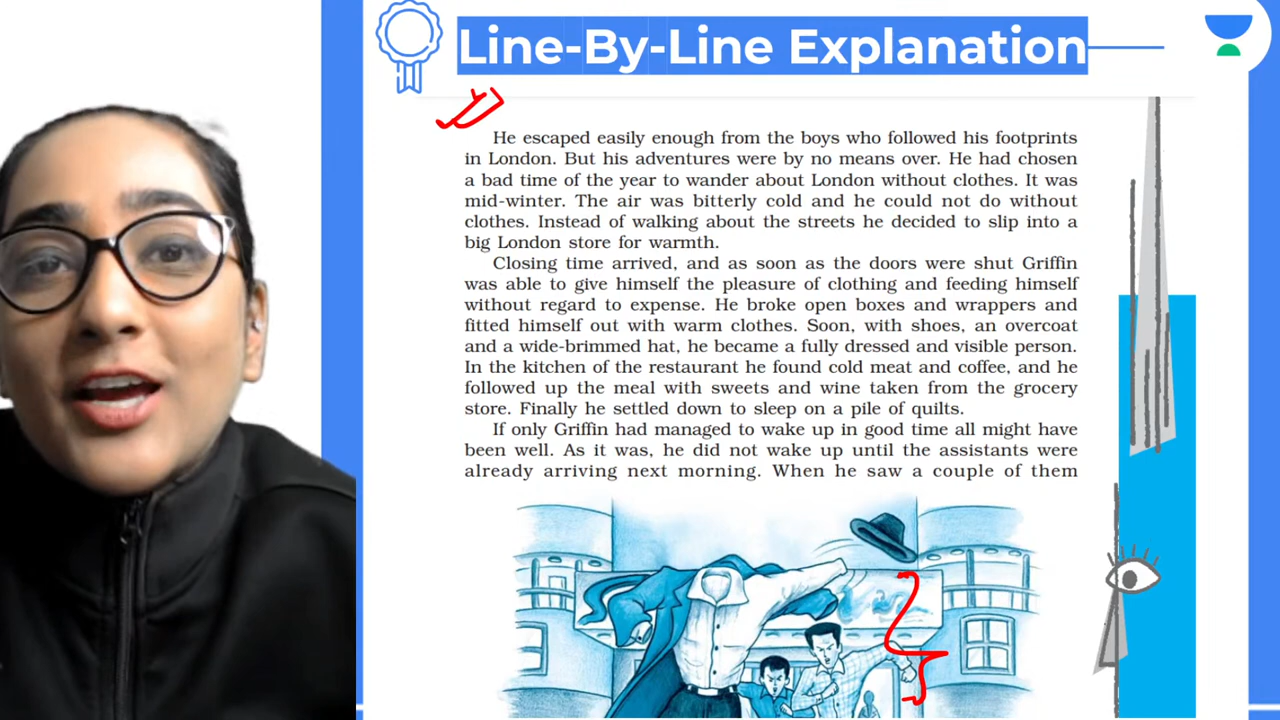 Line-By-Line Explanation
He escaped easily enough from the boys who followed his footprints
in London. But his adventures were by no means over. He had chosen
a bad time of the year to wander about London without clothes. It was
mid-winter. The air was bitterly cold and he could not do without
clothes. Instead of walking about the streets he decided to slip into a
big London store for warmth.
Closing time arrived, and as soon as the doors were shut Griffin
was able to give himself the pleasure of clothing and feeding himself
without regard to expense. He broke open boxes and wrappers and
fitted himself out with warm clothes. Soon, with shoes, an overcoat
and a wide-brimmed hat, he became a fully dressed and visible person.
In the kitchen of the restaurant he found cold meat and coffee, and he
followed up the meal with sweets and wine taken from the grocery
store. Finally he settled down to sleep on a pile of quilts.
If only Griffin had managed to wake up in good time all might have
been well. As it was, he did not wake up until the assistants were
already arriving next morning. When he saw a couple of them